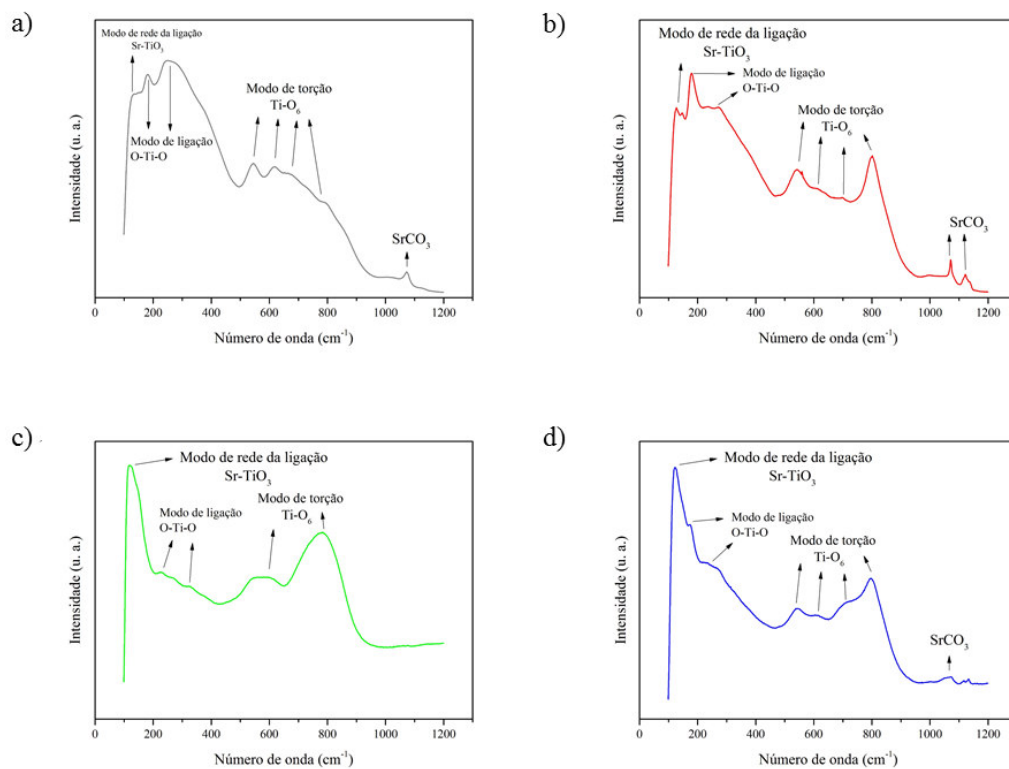 a)
Modo de rede da ligação
Sr-TiO₃
Modo de torção
Ti-O₆
Modo de ligação
O-Ti-O
SrCO₃
Intensidade (u. a.)
0 200 400 600 800 1000 1200
Número de onda (cm⁻¹)
b)
Modo de rede da ligação
Sr-TiO₃
Modo de ligação
O-Ti-O
Modo de torção
Ti-O₆
SrCO₃
Intensidade (u. a.)
0 200 400 600 800 1000 1200
Número de onda (cm⁻¹)
c)
Modo de rede da ligação
Sr-TiO₃
Modo de ligação
O-Ti-O
Modo de torção
Ti-O₆
Intensidade (u. a.)
0 200 400 600 800 1000 1200
Número de onda (cm⁻¹)
d)
Modo de rede da ligação
Sr-TiO₃
Modo de ligação
O-Ti-O
Modo de torção
Ti-O₆
SrCO₃
Intensidade (u. a.)
0 200 400 600 800 1000 1200
Número de onda (cm⁻¹)